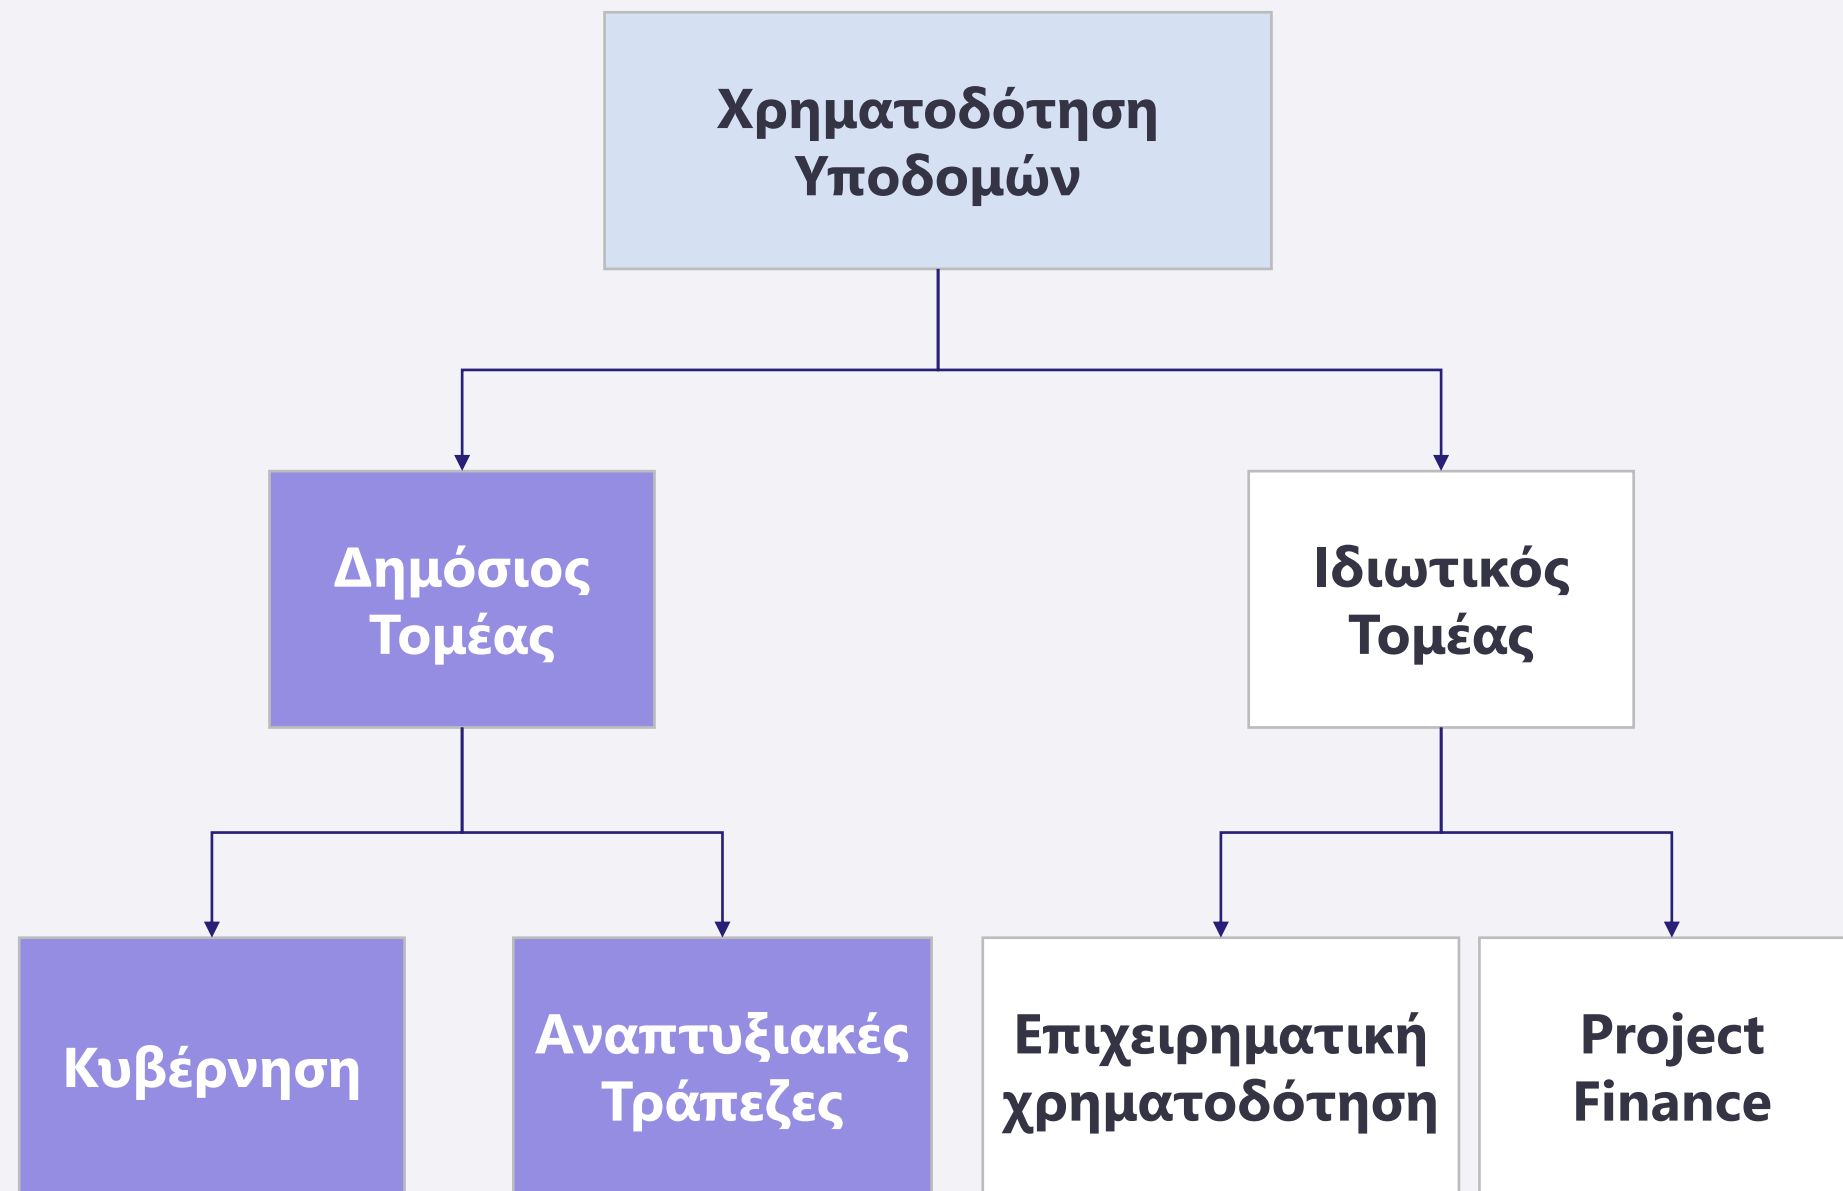 Χρηματοδότηση
Υποδομών
Δημόσιος
Τομέας
Ιδιωτικός
Τομέας
Κυβέρνηση
Αναπτυξιακές
Τράπεζες
Επιχειρηματική
χρηματοδότηση
Project
Finance